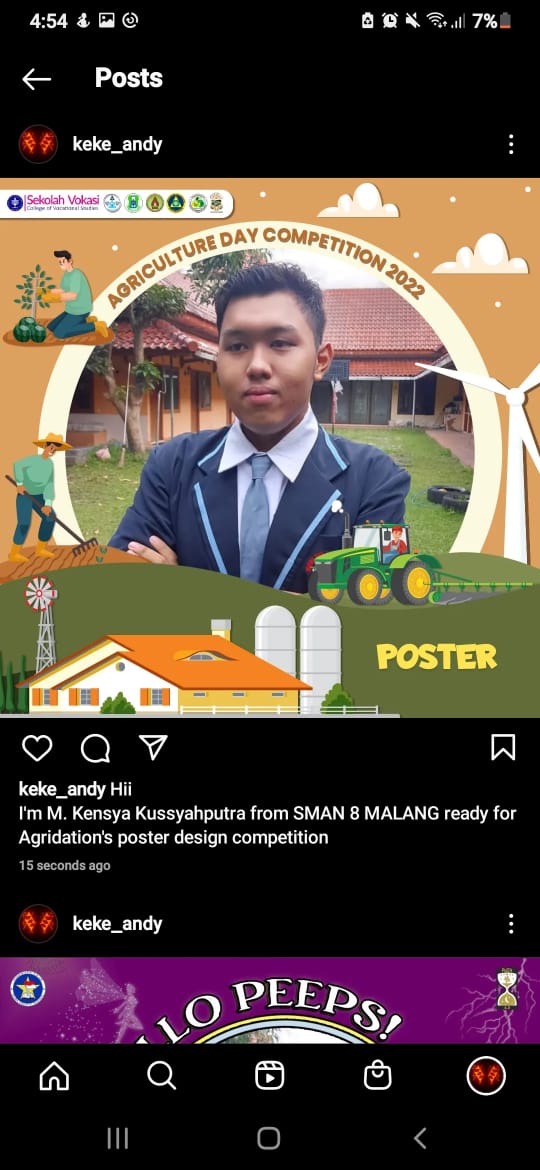 4:54
7%
Posts
keke_andy
Sekolah Vokasi
College of Vocational Studies
AGRICULTURE DAY COMPETITION 2022
POSTER
keke_andy Hii
I'm M. Kensya Kussyahputra from SMAN 8 MALANG ready for
Agridation's poster design competition
15 seconds ago
keke_andy
LO PEEPS!